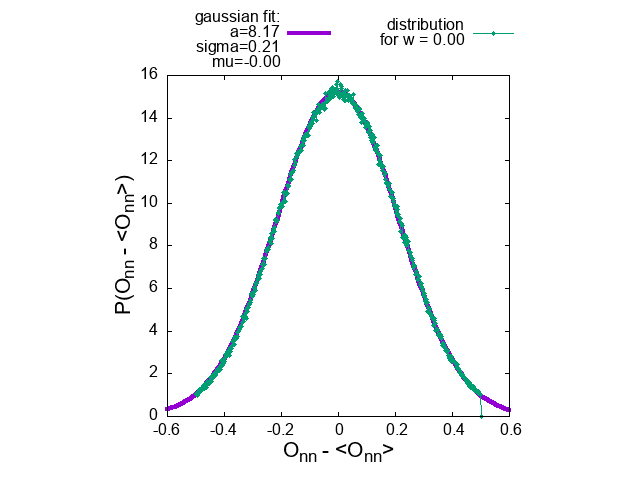 gaussian fit:
a=8.17
sigma=0.21
mu=-0.00
distribution
for w = 0.00
16
14
12
10
8
6
4
2
0
P(Onn - <Onn>)
-0.6
-0.4
-0.2
0
0.2
0.4
0.6
Onn - <Onn>